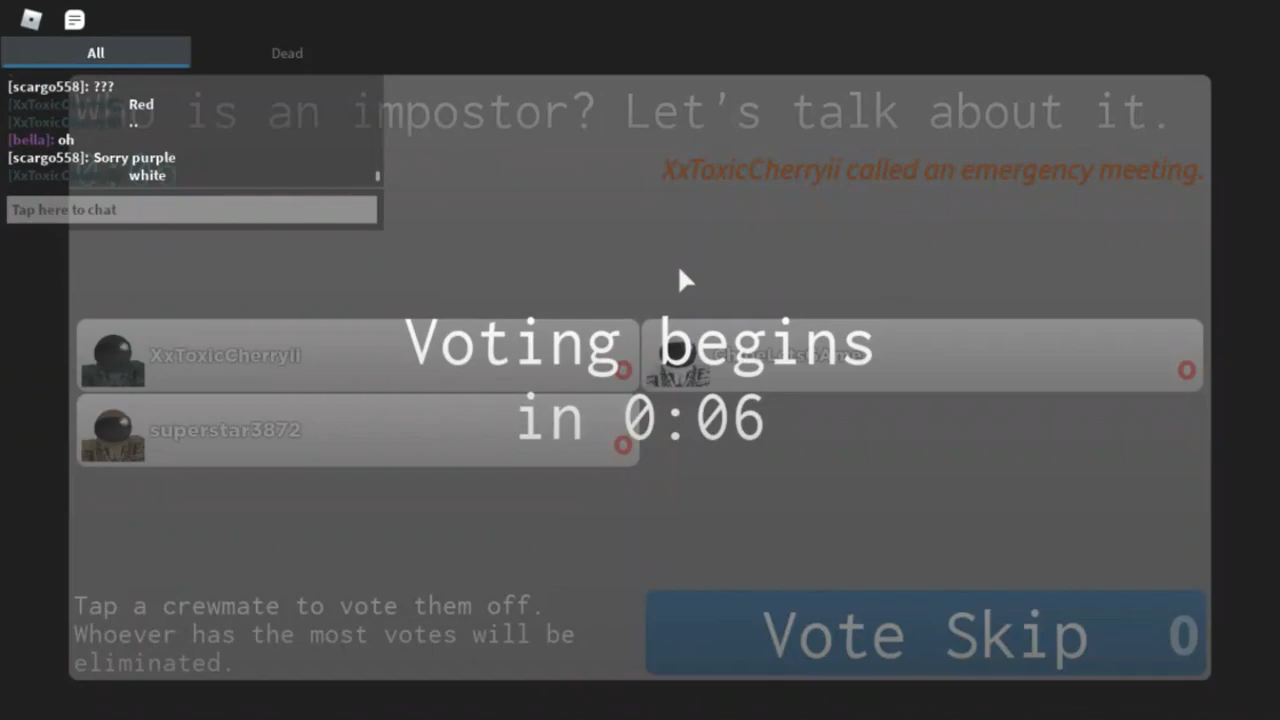 All
Dead
[scargo558]: ???
Red
..
[bella]: oh
[scargo558]: Sorry purple
white
Tap here to chat
is an impostor? Let's talk about it.
XxToxicCherryii called an emergency meeting.
XxToxicCherryii
0
0
Voting begins
in 0:06
superstar3872
0
Tap a crewmate to vote them off.
Whoever has the most votes will be
eliminated.
Vote Skip 0